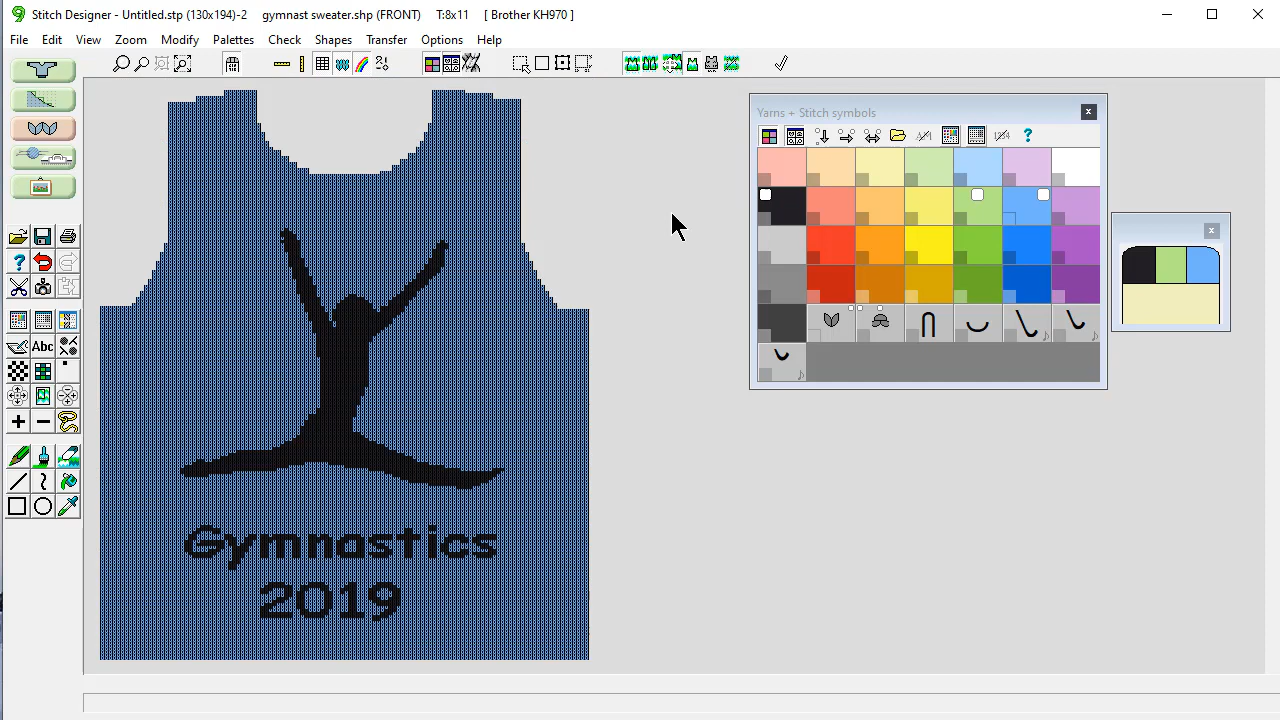 Stitch Designer - Untitled.stp (130x194)-2 gymnast sweater.shp (FRONT) T:8x11 [ Brother KH970 ]
File Edit View Zoom Modify Palettes Check Shapes Transfer Options Help
Yarns + Stitch symbols
Abc
Gymnastics
2019